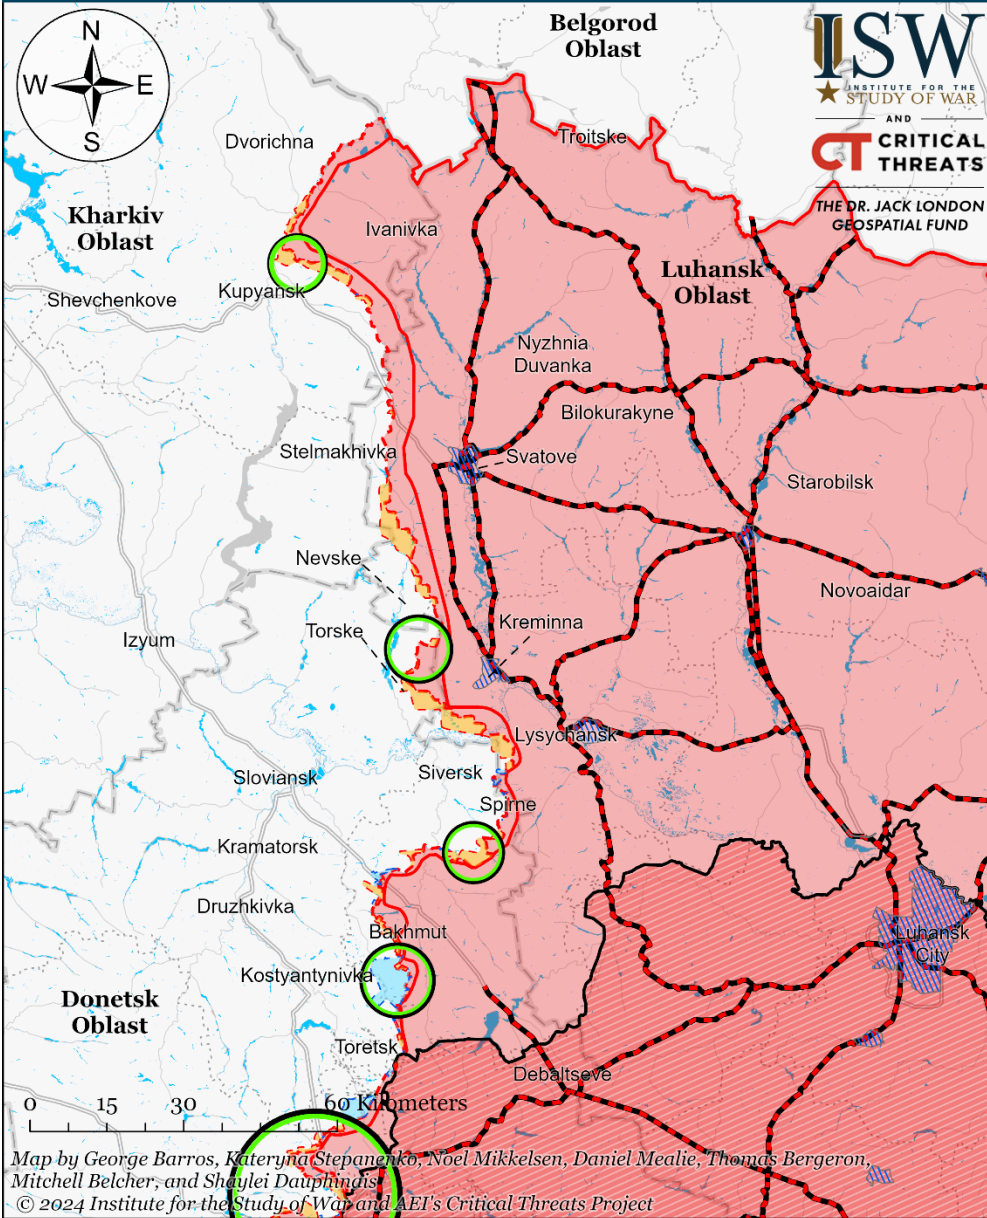 N
W E
S
Belgorod
Oblast
ISW
INSTITUTE FOR THE
STUDY OF WAR
AND
CT CRITICAL
THREATS
THE DR. JACK LONDON
GEOSPATIAL FUND
Dvorichna
Troitske
Kharkiv
Oblast
Ivanivka
Luhansk
Oblast
Shevchenkove
Kupyansk
Nyzhnia
Duvanka
Bilokurakyne
Stelmakhivka
Svatove
Starobilsk
Nevske
Novoaidar
Izyum
Torske
Kreminna
Lysychansk
Sloviansk
Siversk
Spirne
Kramatorsk
Druzhkivka
Bakhmut
Luhansk
City
Kostyantynivka
Donetsk
Oblast
Toretsk
Debaltseve
0 15 30 60 Kilometers
Map by George Barros, Kateryna Stepanenko, Noel Mikkelsen, Daniel Mealie, Thomas Bergeron,
Mitchell Belcher, and Shaylei Dauphinais
© 2024 Institute for the Study of War and AEI's Critical Threats Project